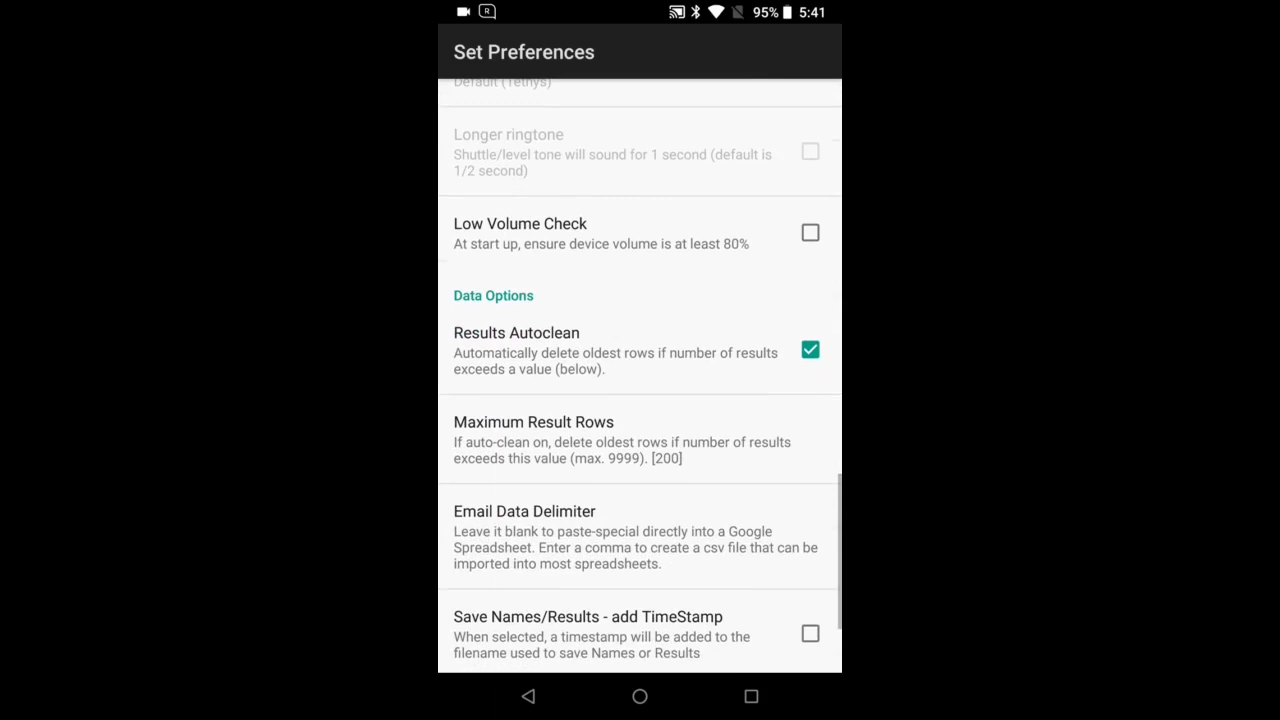 R
95% 5:41
Set Preferences
Default (Tethys)
Longer ringtone
Shuttle/level tone will sound for 1 second (default is
1/2 second)
Low Volume Check
At start up, ensure device volume is at least 80%
Data Options
Results Autoclean
Automatically delete oldest rows if number of results
exceeds a value (below).
Maximum Result Rows
If auto-clean on, delete oldest rows if number of results
exceeds this value (max. 9999). [200]
Email Data Delimiter
Leave it blank to paste-special directly into a Google
Spreadsheet. Enter a comma to create a csv file that can be
imported into most spreadsheets.
Save Names/Results - add TimeStamp
When selected, a timestamp will be added to the
filename used to save Names or Results